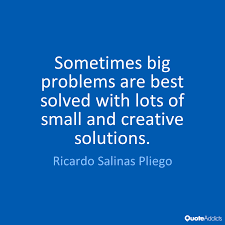 Sometimes big
problems are best
solved with lots of
small and creative
solutions.
Ricardo Salinas Pliego
QuoteAddicts